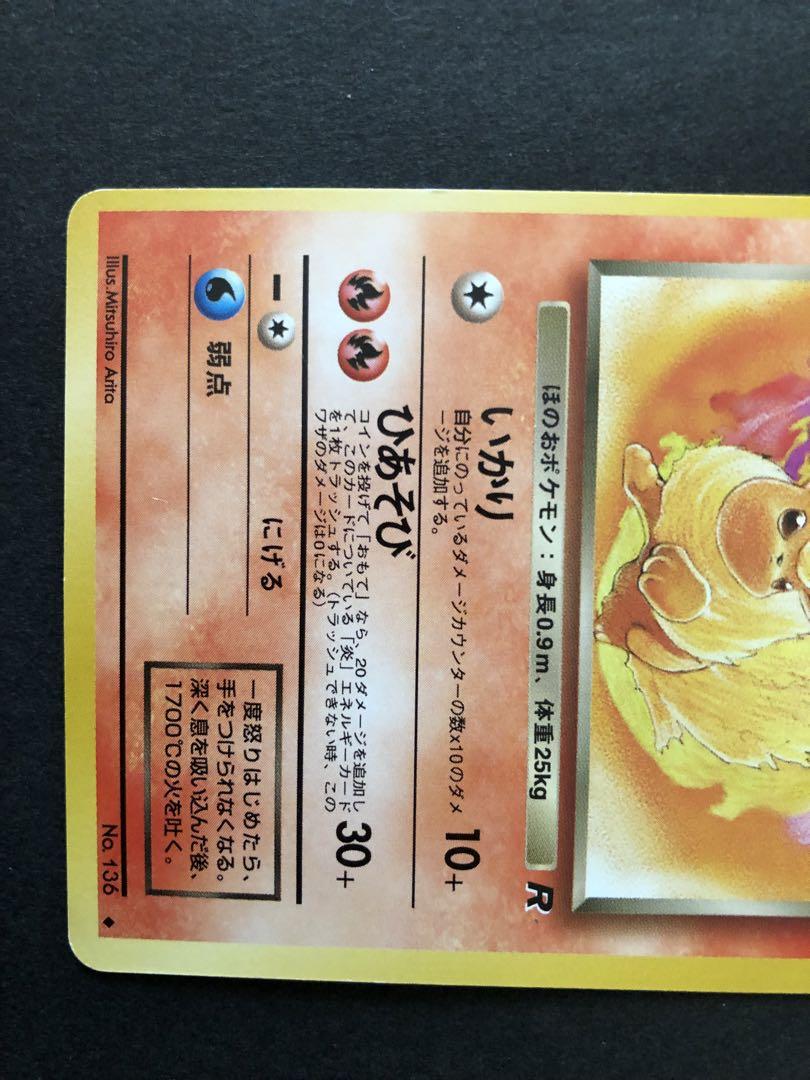 ほのおポケモン：身長0.9m、体重25kg
R
いかり
自分にのっているダメージカウンターの数x10のダメ
ージを追加する。
10+
ひあそび
コインを投げて「おもて」なら、20ダメージを追加し
て、このカードについている「炎」エネルギーカード
を1枚トラッシュする。（トラッシュできない時、この
ワザのダメージは0になる）
30+
にげる
弱点
一度怒りはじめたら、
手をつけられなくなる。
深く息を吸い込んだ後、
1700℃の火を吐く。
Illus.Mitsuhiro Arita
No. 136